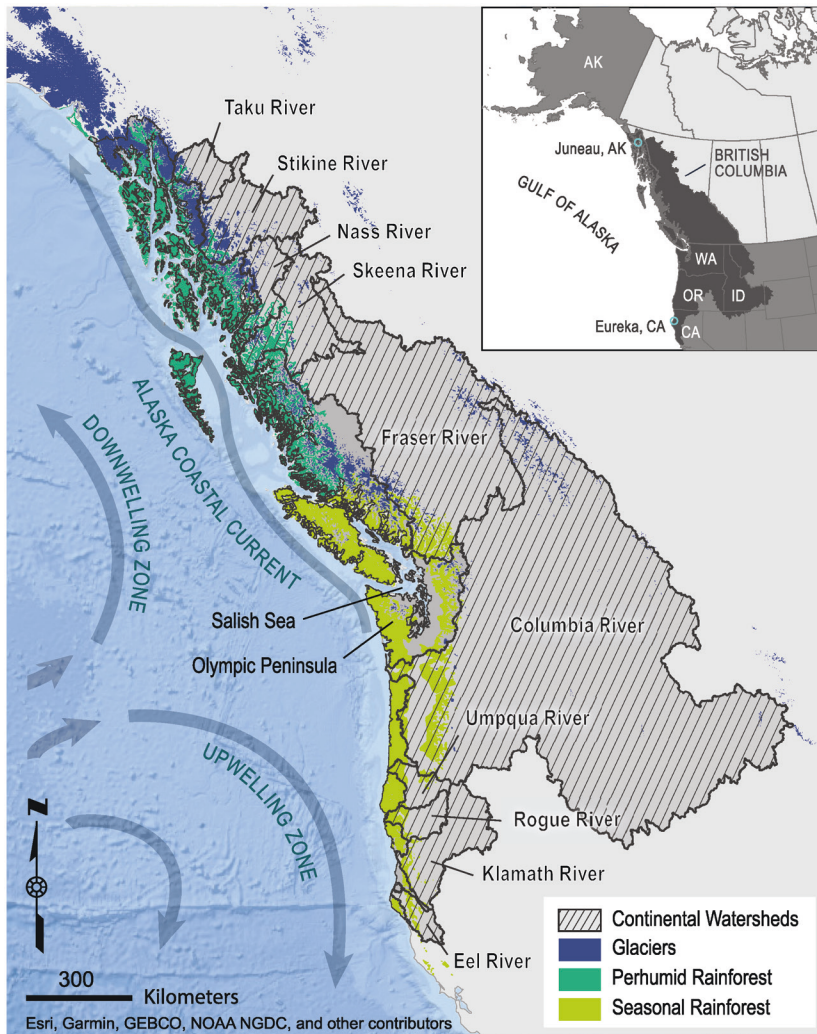 Taku River
Stikine River
Nass River
Skeena River
Fraser River
Columbia River
Salish Sea
Olympic Peninsula
Umpqua River
Rogue River
Klamath River
Eel River
ALASKA COASTAL CURRENT
DOWNWELLING ZONE
UPWELLING ZONE
N
300
Kilometers
Esri, Garmin, GEBCO, NOAA NGDC, and other contributors
AK
Juneau, AK
BRITISH
COLUMBIA
GULF OF ALASKA
WA
OR
ID
Eureka, CA
CA
Continental Watersheds
Glaciers
Perhumid Rainforest
Seasonal Rainforest